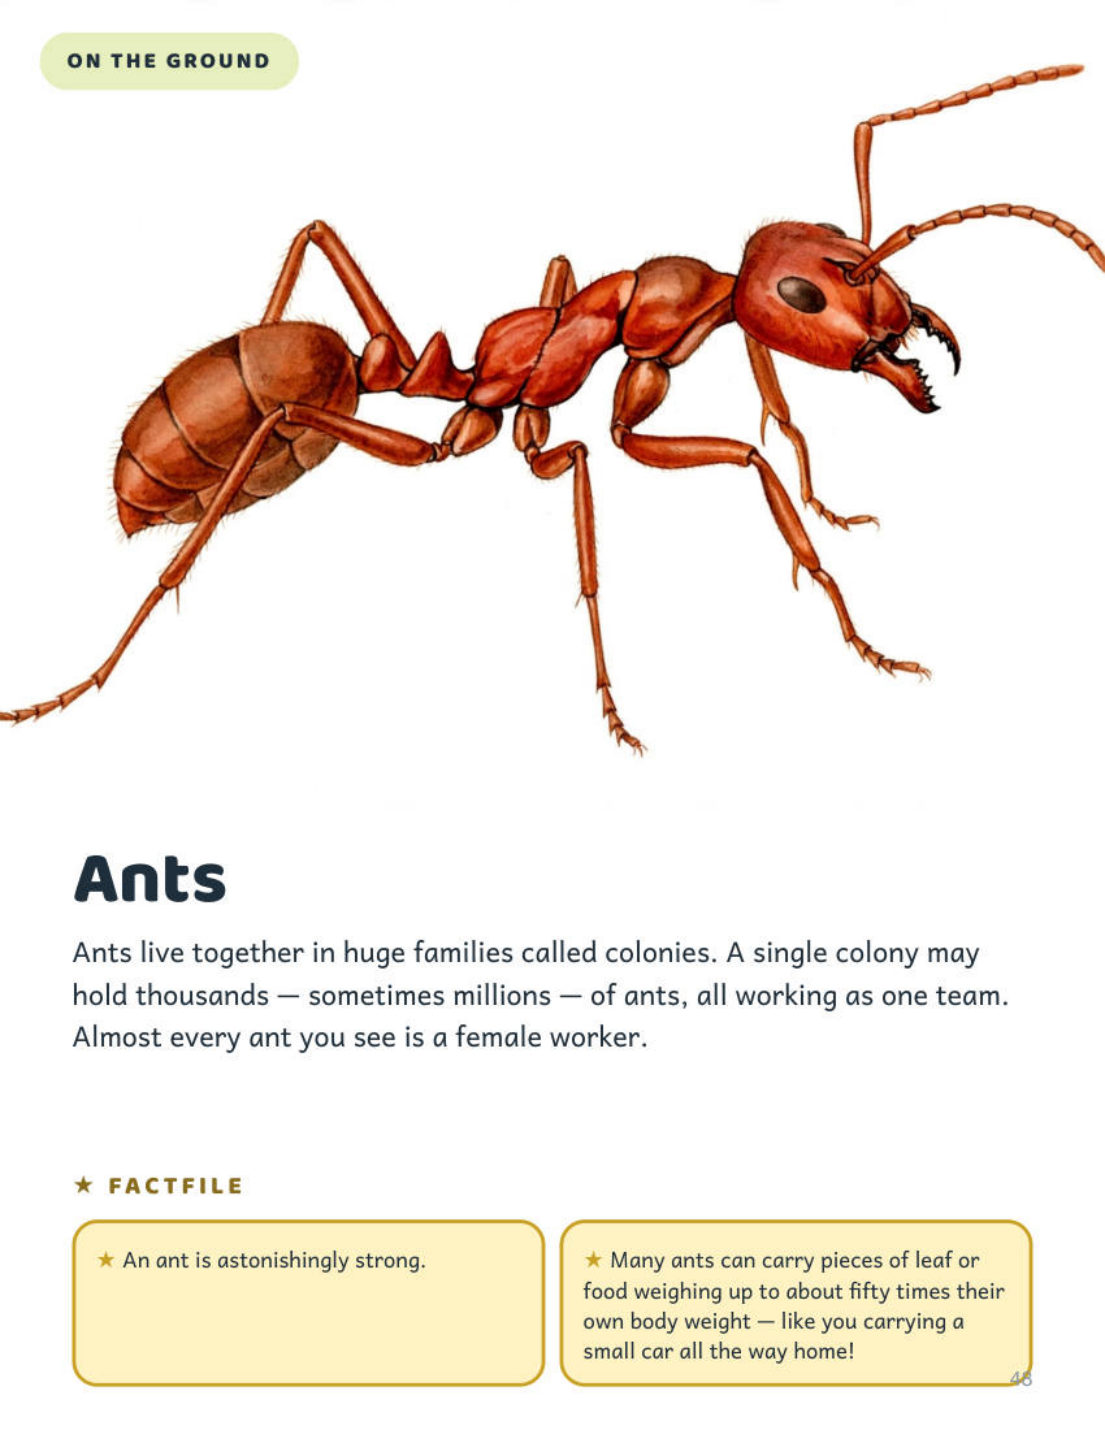 ON THE GROUND
Ants
Ants live together in huge families called colonies. A single colony may
hold thousands — sometimes millions — of ants, all working as one team.
Almost every ant you see is a female worker.
★ FACTFILE
★ An ant is astonishingly strong.
★ Many ants can carry pieces of leaf or
food weighing up to about fifty times their
own body weight — like you carrying a
small car all the way home!
48